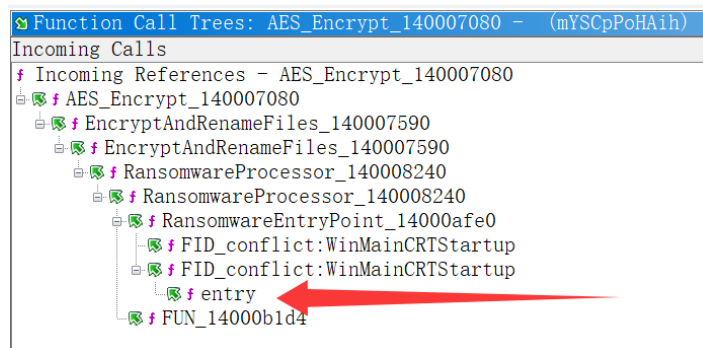 Function Call Trees: AES_Encrypt_140007080 - (mYSCpPoHAih)
Incoming Calls
f Incoming References - AES_Encrypt_140007080
f AES_Encrypt_140007080
f EncryptAndRenameFiles_140007590
f EncryptAndRenameFiles_140007590
f RansomwareProcessor_140008240
f RansomwareProcessor_140008240
f RansomwareEntryPoint_14000afe0
f FID_conflict:WinMainCRTStartup
f FID_conflict:WinMainCRTStartup
f entry
f FUN_14000b1d4